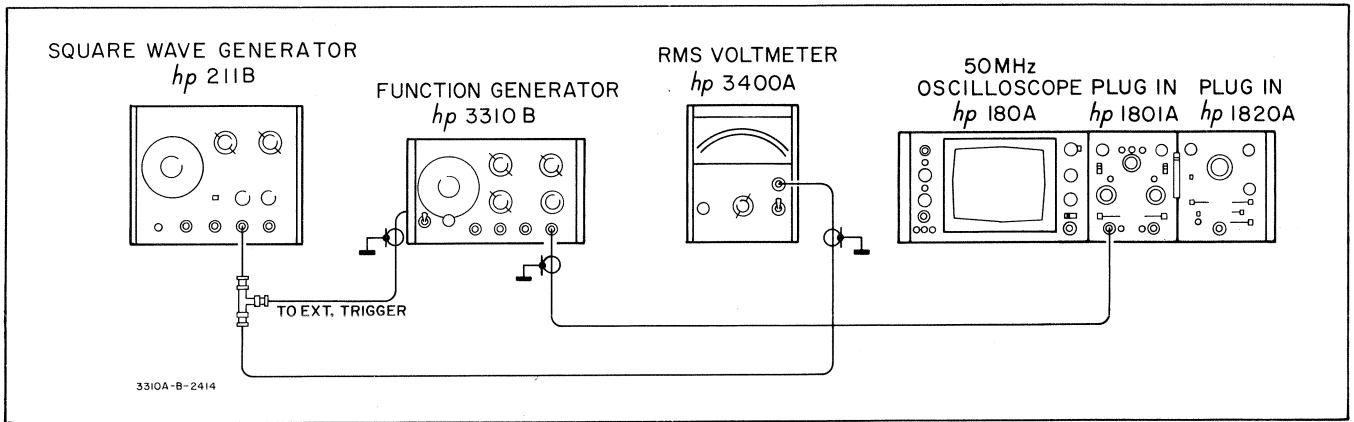 SQUARE WAVE GENERATOR
hp 211B
FUNCTION GENERATOR
hp 3310 B
RMS VOLTMETER
hp 3400A
50MHz
OSCILLOSCOPE PLUG IN PLUG IN
hp 180A hp 1801A hp 1820A
TO EXT, TRIGGER
3310A-B-2414